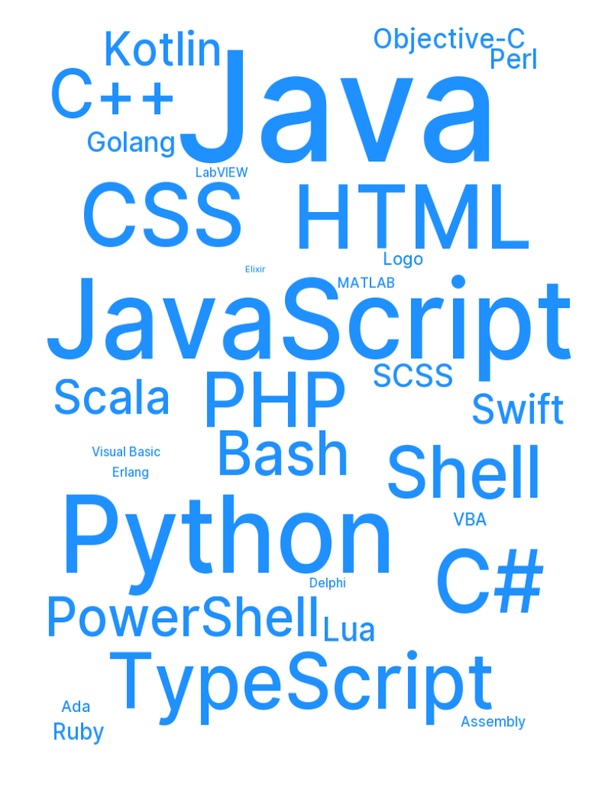 Kotlin
Objective-C
Perl
C++
Java
Golang
LabVIEW
CSS
HTML
Logo
Elixir
MATLAB
JavaScript
SCSS
Scala
PHP
Swift
Bash
Visual Basic
Shell
Erlang
Python
VBA
C#
Delphi
PowerShell
Lua
TypeScript
Ada
Assembly
Ruby